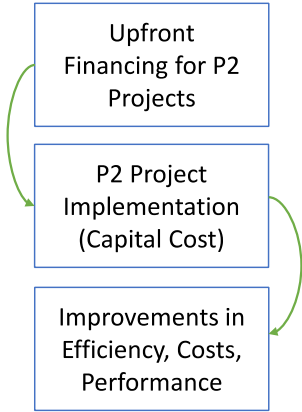 Upfront
Financing for P2
Projects
P2 Project
Implementation
(Capital Cost)
Improvements in
Efficiency, Costs,
Performance